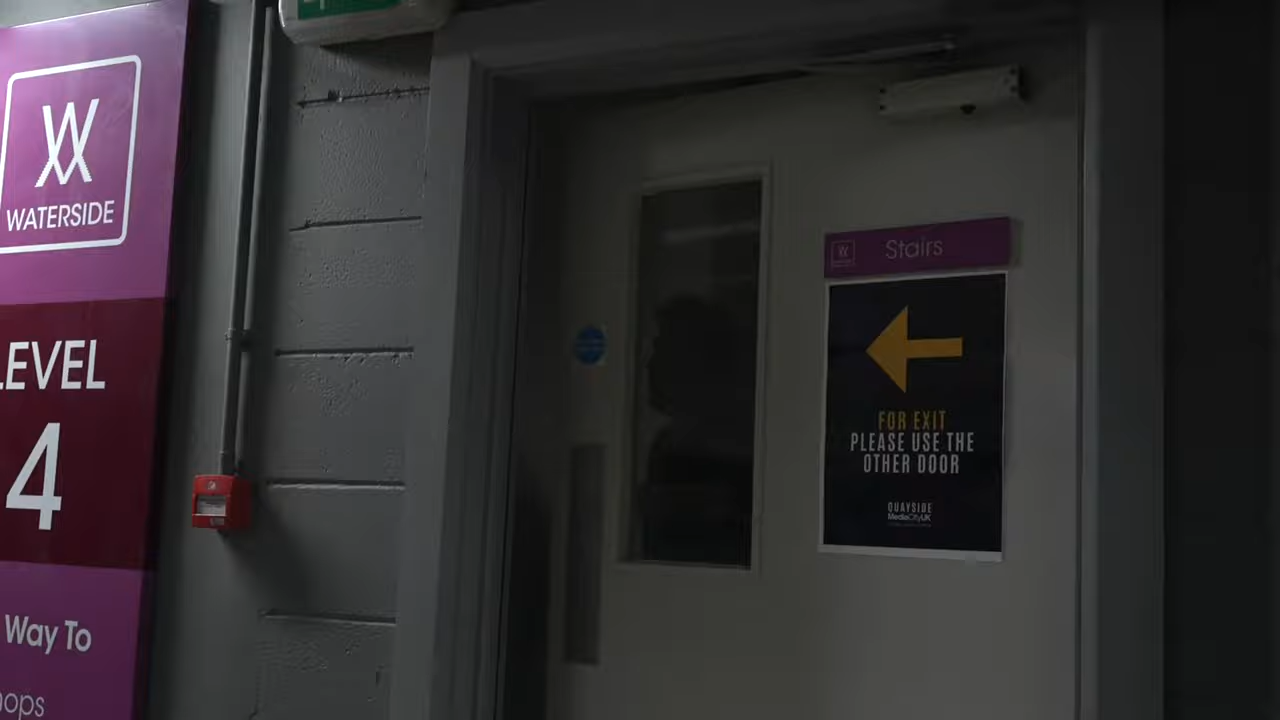 WATERSIDE
LEVEL
4
Way To
Stairs
FOR EXIT
PLEASE USE THE
OTHER DOOR
QUAYSIDE
MediaCityUK